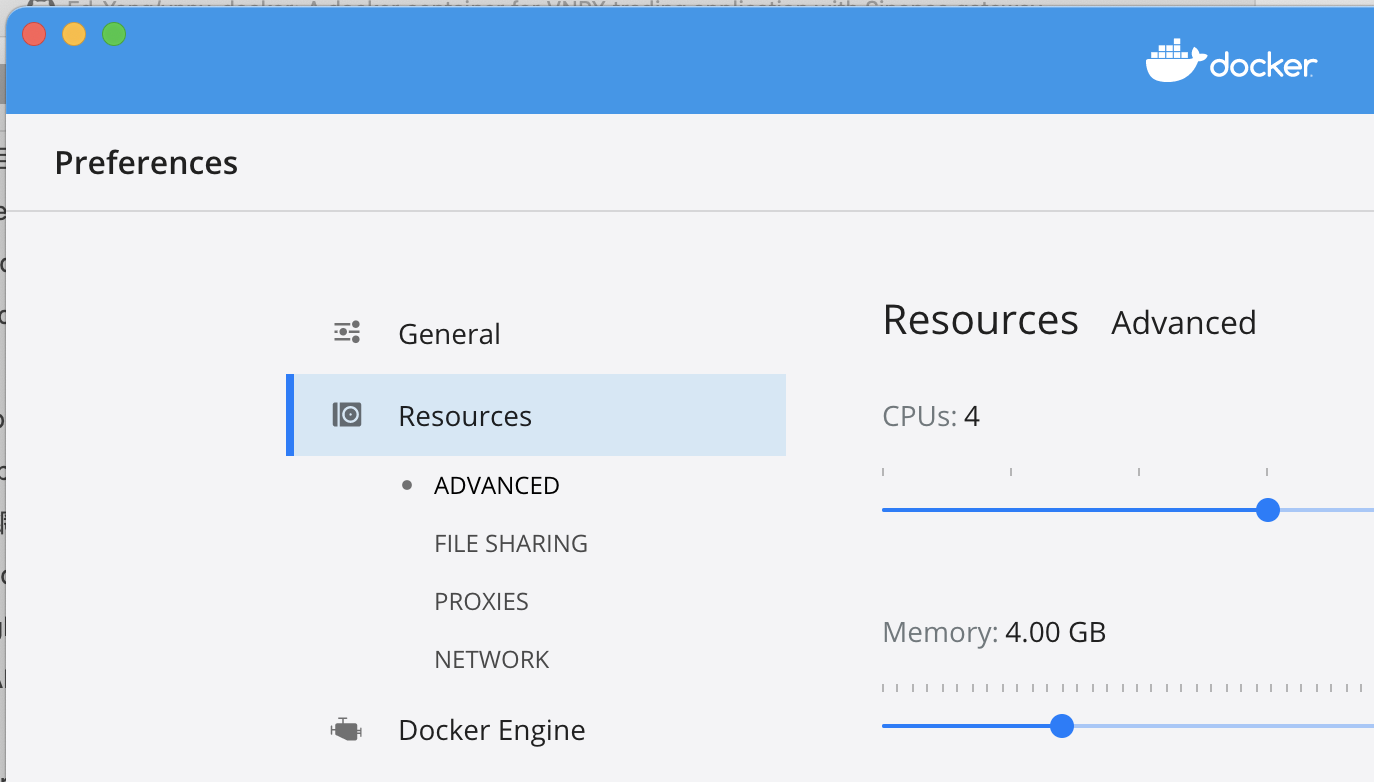 docker
Preferences
General
Resources
ADVANCED
FILE SHARING
PROXIES
NETWORK
Docker Engine
Resources Advanced
CPUs: 4
Memory: 4.00 GB